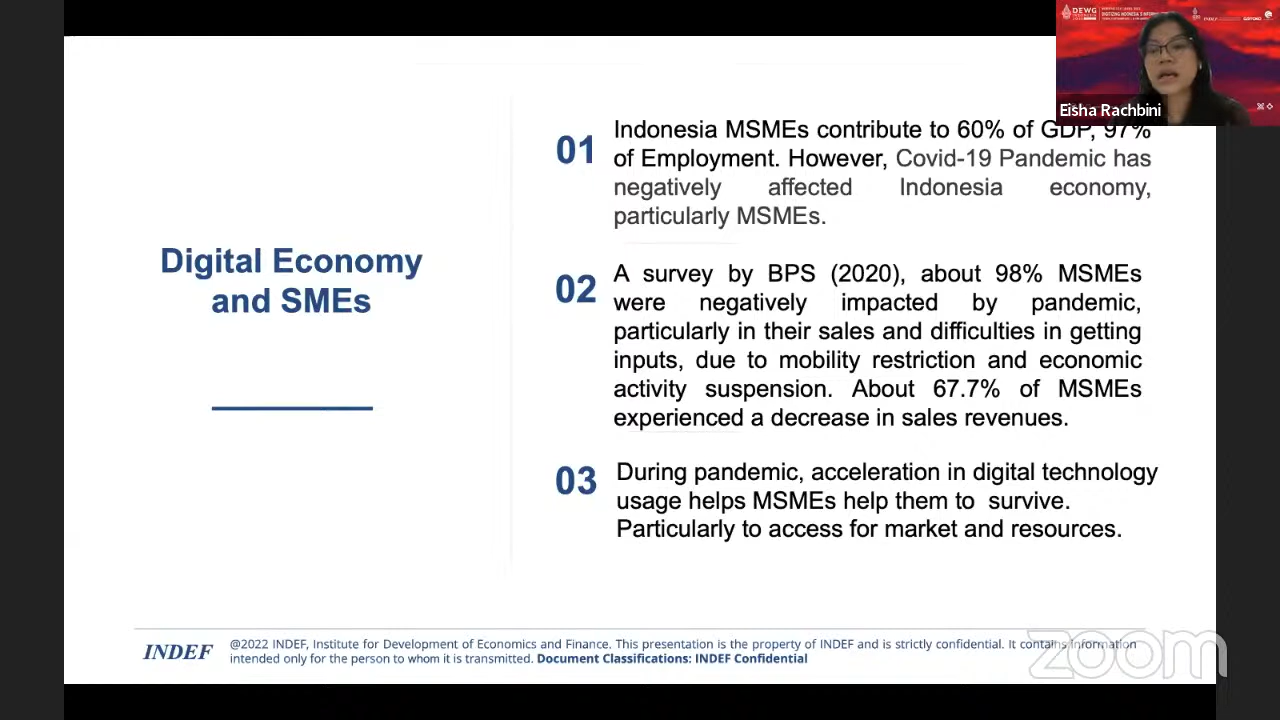 DEWG
INDEF
Eisha Rachbini
01
Indonesia MSMEs contribute to 60% of GDP, 97%
of Employment. However, Covid-19 Pandemic has
negatively affected Indonesia economy,
particularly MSMEs.
Digital Economy
and SMEs
02
A survey by BPS (2020), about 98% MSMEs
were negatively impacted by pandemic,
particularly in their sales and difficulties in getting
inputs, due to mobility restriction and economic
activity suspension. About 67.7% of MSMEs
experienced a decrease in sales revenues.
03
During pandemic, acceleration in digital technology
usage helps MSMEs help them to survive.
Particularly to access for market and resources.
INDEF
@2022 INDEF, Institute for Development of Economics and Finance. This presentation is the property of INDEF and is strictly confidential. It contains information
intended only for the person to whom it is transmitted. Document Classifications: INDEF Confidential
zoom